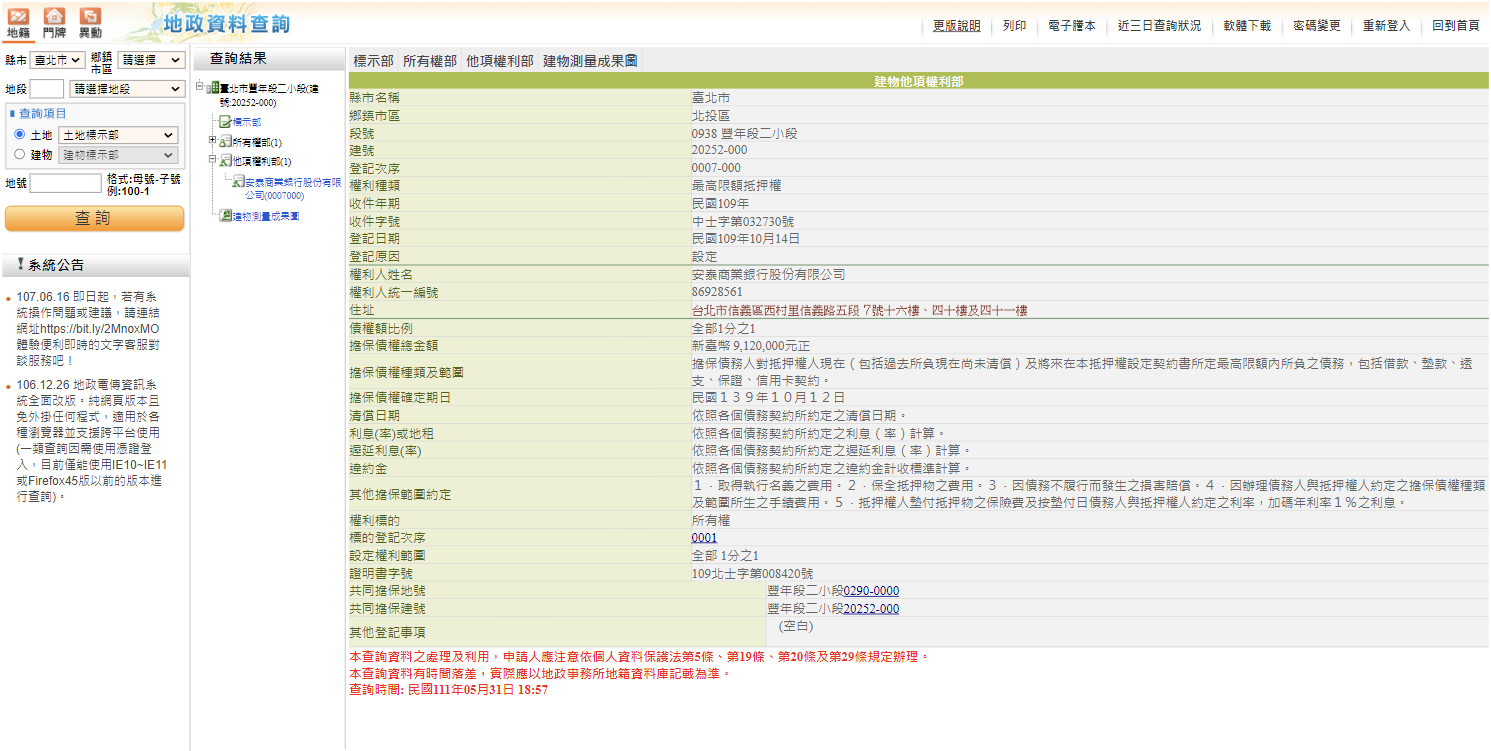 地籍 門牌 異動 地政資料查詢
更版說明 列印 電子謄本 近三日查詢狀況 軟體下載 密碼變更 重新登入 回到首頁
縣市 臺北市 鄉鎮市區 請選擇
地段 請選擇地段
查詢項目
土地 土地標示部
建物 建物標示部
地號 格式:母號-子號
例:100-1
查 詢
系統公告
107.06.16 即日起，若有系
統操作問題或建議，請連結
網址https://bit.ly/2MnoxMO
體驗便利即時的文字客服對
談服務吧！
106.12.26 地政電傳資訊系
統全面改版。純網頁版本且
免外掛任何程式，適用於各
種瀏覽器並支援跨平台使用
(一類查詢因需使用憑證登
入，目前僅能使用IE10~IE11
或Firefox45版以前的版本進
行查詢)。
查詢結果
臺北市豐年段二小段(建
號:20252-000)
標示部
所有權部(1)
他項權利部(1)
安泰商業銀行股份有限
公司(0007000)
建物測量成果圖
標示部 所有權部 他項權利部 建物測量成果圖
建物他項權利部
縣市名稱 臺北市
鄉鎮市區 北投區
段號 0938 豐年段二小段
建號 20252-000
登記次序 0007-000
權利種類 最高限額抵押權
收件年期 民國109年
收件字號 中士字第032730號
登記日期 民國109年10月14日
登記原因 設定
權利人姓名 安泰商業銀行股份有限公司
權利人統一編號 86928561
住址 台北市信義區西村里信義路五段７號十六樓、四十樓及四十一樓
債權額比例 全部1分之1
擔保債權總金額 新臺幣 9,120,000元正
擔保債權種類及範圍 擔保債務人對抵押權人現在（包括過去所負現在尚未清償）及將來在本抵押權設定契約書所定最高限額內所負之債務，包括借款、墊款、透
支、保證、信用卡契約。
擔保債權確定期日 民國１３９年１０月１２日
清償日期 依照各個債務契約所約定之清償日期。
利息(率)或地租 依照各個債務契約所約定之利息（率）計算。
遲延利息(率) 依照各個債務契約所約定之遲延利息（率）計算。
違約金 依照各個債務契約所約定之違約金計收標準計算。
其他擔保範圍約定 １．取得執行名義之費用。２．保全抵押物之費用。３．因債務不履行而發生之損害賠償。４．因辦理債務人與抵押權人約定之擔保債權種類
及範圍所生之手續費用。５．抵押權人墊付抵押物之保險費及按墊付日債務人與抵押權人約定之利率，加碼年利率１％之利息。
權利標的 所有權
標的登記次序 0001
設定權利範圍 全部 1分之1
證明書字號 109北士字第008420號
共同擔保地號 豐年段二小段0290-0000
共同擔保建號 豐年段二小段20252-000
其他登記事項 (空白)
本查詢資料之處理及利用，申請人應注意依個人資料保護法第5條、第19條、第20條及第29條規定辦理。
本查詢資料有時間落差，實際應以地政事務所地籍資料庫記載為準。
查詢時間: 民國111年05月31日 18:57